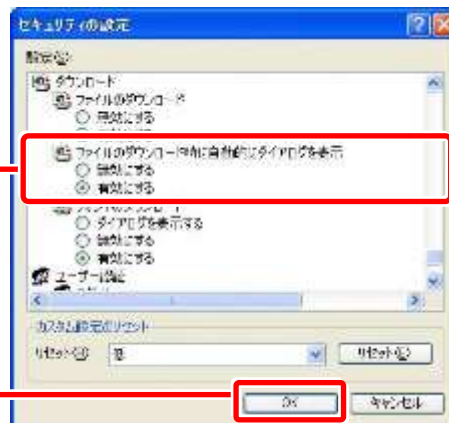 セキュリティの設定
設定(S):
ダウンロード
ファイルのダウンロード
無効にする
ファイルのダウンロード時に自動的にダイアログを表示
無効にする
有効にする
ダイアログを表示する
無効にする
有効にする
ユーザー認証
カスタム設定のリセット
リセット(R): 低 リセット(E)
OK キャンセル